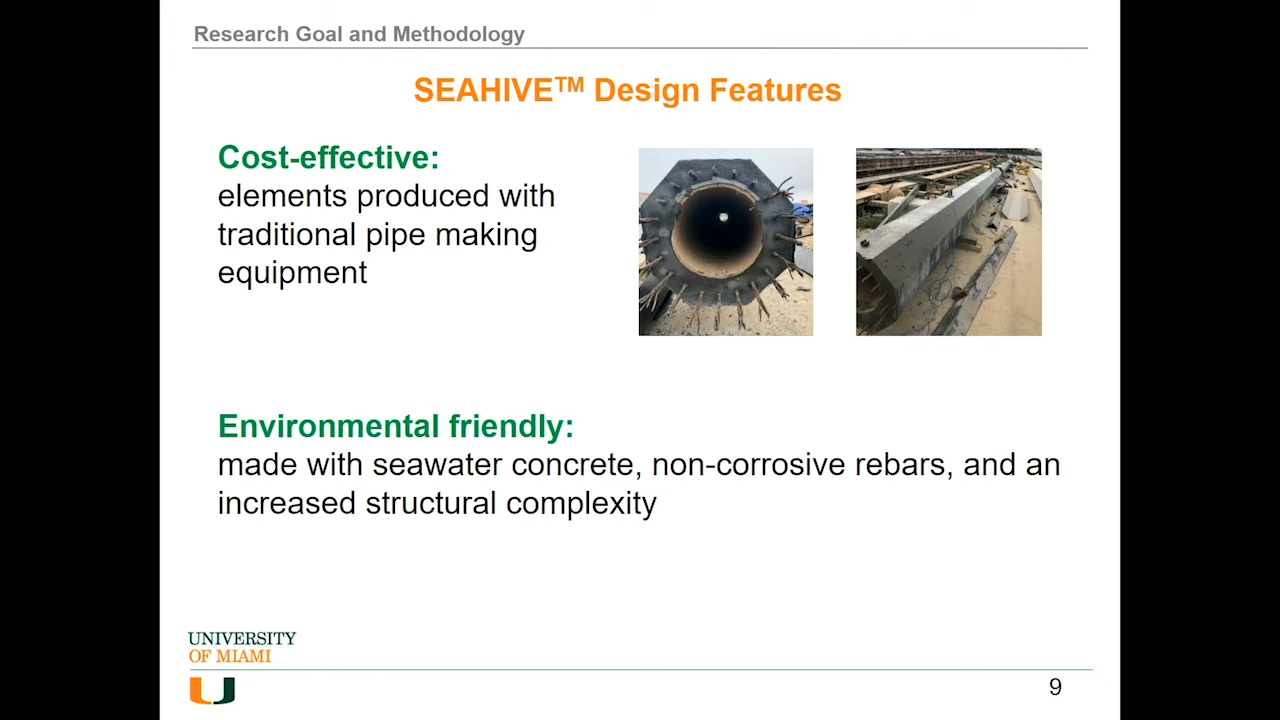 Research Goal and Methodology
SEAHIVE™ Design Features
Cost-effective:
elements produced with
traditional pipe making
equipment
Environmental friendly:
made with seawater concrete, non-corrosive rebars, and an
increased structural complexity
UNIVERSITY
OF MIAMI
9